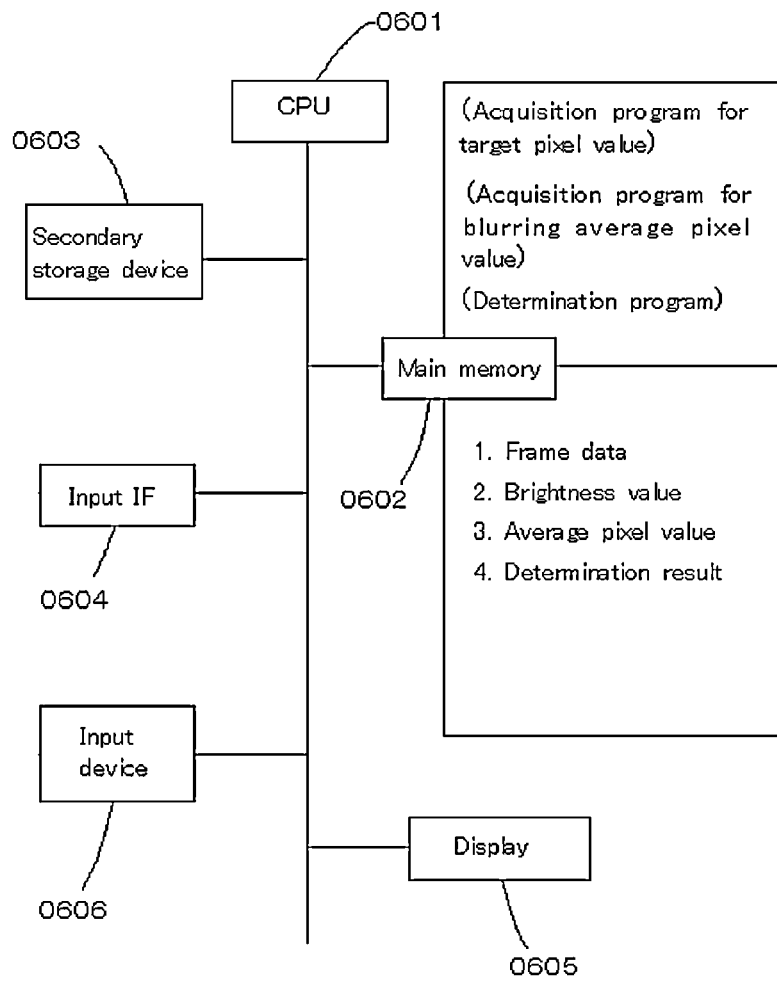 0601
CPU
0603
Secondary
storage device
(Acquisition program for
target pixel value)
(Acquisition program for
blurring average pixel
value)
(Determination program)
Main memory
0602
Input IF
0604
1. Frame data
2. Brightness value
3. Average pixel value
4. Determination result
Input
device
0606
Display
0605